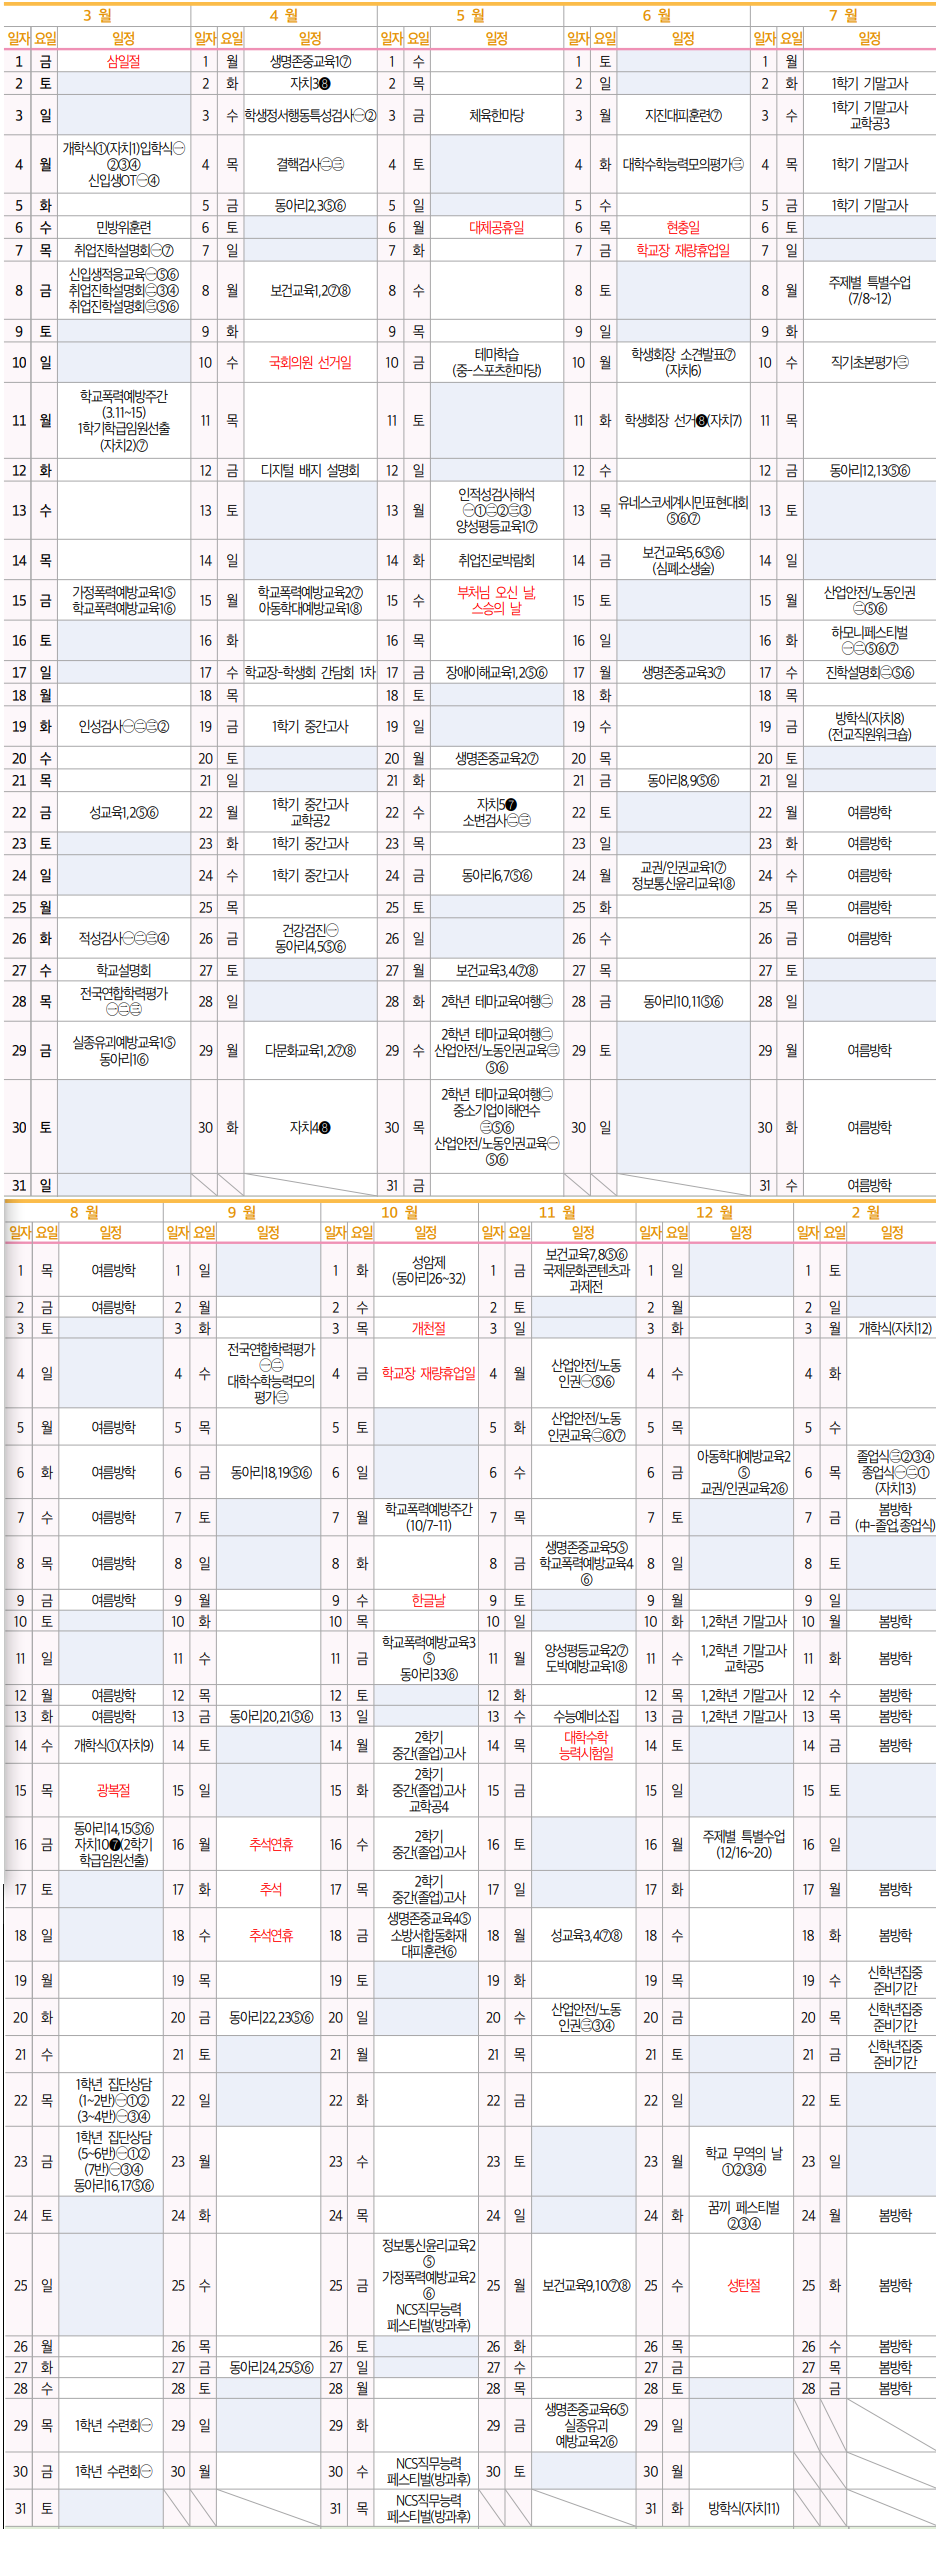 3 월 4 월 5 월 6 월 7 월
일자 요일 일정 일자 요일 일정 일자 요일 일정 일자 요일 일정 일자 요일 일정
1 금 삼일절 1 월 생명존중교육1⑦ 1 수 1 토 1 월
2 토 2 화 자치3❽ 2 목 2 일 2 화 1학기 기말고사
3 일 3 수 학생정서행동특성검사㊀② 3 금 체육한마당 3 월 지진대피훈련⑦ 3 수 1학기 기말고사
교학공3
4 월 개학식①(자치1)입학식㊀
②③④
신입생OT㊀④ 4 목 결핵검사㊁㊂ 4 토 4 화 대학수학능력모의평가㊂ 4 목 1학기 기말고사
5 화 5 금 동아리2,3⑤⑥ 5 일 5 수 5 금 1학기 기말고사
6 수 민방위훈련 6 토 6 월 대체공휴일 6 목 현충일 6 토
7 목 취업진학설명회㊀⑦ 7 일 7 화 7 금 학교장 재량휴업일 7 일
8 금 신입생적응교육㊀⑤⑥
취업진학설명회㊁③④
취업진학설명회㊂⑤⑥ 8 월 보건교육1,2⑦⑧ 8 수 8 토 8 월 주제별 특별수업
(7/8~12)
9 토 9 화 9 목 9 일 9 화
10 일 10 수 국회의원 선거일 10 금 테마학습
(중-스포츠한마당) 10 월 학생회장 소견발표⑦
(자치6) 10 수 직기초본평가㊂
11 월 학교폭력예방주간
(3.11~15)
1학기학급임원선출
(자치2)⑦ 11 목 11 토 11 화 학생회장 선거❽(자치7) 11 목
12 화 12 금 디지털 배지 설명회 12 일 12 수 12 금 동아리12,13⑤⑥
13 수 13 토 13 월 인적성검사해석
㊀①㊁②㊂③
양성평등교육1⑦ 13 목 유네스코세계시민표현대회
⑤⑥⑦ 13 토
14 목 14 일 14 화 취업진로박람회 14 금 보건교육5,6⑤⑥
(심폐소생술) 14 일
15 금 가정폭력예방교육1⑤
학교폭력예방교육1⑥ 15 월 학교폭력예방교육2⑦
아동학대예방교육1⑧ 15 수 부처님 오신 날,
스승의 날 15 토 15 월 산업안전/노동인권
㊁⑤⑥
16 토 16 화 16 목 16 일 16 화 하모니페스티벌
㊀㊁⑤⑥⑦
17 일 17 수 학교장-학생회 간담회 1차 17 금 장애이해교육1,2⑤⑥ 17 월 생명존중교육3⑦ 17 수 진학설명회㊂⑤⑥
18 월 18 목 18 토 18 화 18 목
19 화 인성검사㊀㊁㊂② 19 금 1학기 중간고사 19 일 19 수 19 금 방학식(자치8)
(전교직원워크숍)
20 수 20 토 20 월 생명존중교육2⑦ 20 목 20 토
21 목 21 일 21 화 21 금 동아리8,9⑤⑥ 21 일
22 금 성교육1,2⑤⑥ 22 월 1학기 중간고사
교학공2 22 수 자치5❼
소변검사㊁㊂ 22 토 22 월 여름방학
23 토 23 화 1학기 중간고사 23 목 23 일 23 화 여름방학
24 일 24 수 1학기 중간고사 24 금 동아리6,7⑤⑥ 24 월 교권/인권교육1⑦
정보통신윤리교육1⑧ 24 수 여름방학
25 월 25 목 25 토 25 화 25 목 여름방학
26 화 적성검사㊀㊁㊂④ 26 금 건강검진㊀
동아리4,5⑤⑥ 26 일 26 수 26 금 여름방학
27 수 학교설명회 27 토 27 월 보건교육3,4⑦⑧ 27 목 27 토
28 목 전국연합학력평가
㊀㊁㊂ 28 일 28 화 2학년 테마교육여행㊁ 28 금 동아리10,11⑤⑥ 28 일
29 금 실종유괴예방교육1⑤
동아리1⑥ 29 월 다문화교육1,2⑦⑧ 29 수 2학년 테마교육여행㊁
산업안전/노동인권교육㊂
⑤⑥ 29 토 29 월 여름방학
30 토 30 화 자치4❽ 30 목 2학년 테마교육여행㊁
중소기업이해연수
㊂⑤⑥
산업안전/노동인권교육㊀
⑤⑥ 30 일 30 화 여름방학
31 일 31 금 31 수 여름방학
8 월 9 월 10 월 11 월 12 월 2 월
일자 요일 일정 일자 요일 일정 일자 요일 일정 일자 요일 일정 일자 요일 일정 일자 요일 일정
1 목 여름방학 1 일 1 화 성암제
(동아리26~32) 1 금 보건교육7,8⑤⑥
국제문화콘텐츠과
과제전 1 일 1 토
2 금 여름방학 2 월 2 수 2 토 2 월 2 일
3 토 3 화 3 목 개천절 3 일 3 화 3 월 개학식(자치12)
4 일 4 수 전국연합학력평가
㊀㊁
대학수학능력모의
평가㊂ 4 금 학교장 재량휴업일 4 월 산업안전/노동
인권㊀⑤⑥ 4 수 4 화
5 월 여름방학 5 목 5 토 5 화 산업안전/노동
인권교육㊁⑥⑦ 5 목 5 수
6 화 여름방학 6 금 동아리18,19⑤⑥ 6 일 6 수 6 금 아동학대예방교육2
⑤
교권/인권교육2⑥ 6 목 졸업식㊂②③④
종업식㊀㊁①
(자치13)
7 수 여름방학 7 토 7 월 학교폭력예방주간
(10/7-11) 7 목 7 토 7 금 봄방학
(中-졸업,종업식)
8 목 여름방학 8 일 8 화 8 금 생명존중교육5⑤
학교폭력예방교육4
⑥ 8 일 8 토
9 금 여름방학 9 월 9 수 한글날 9 토 9 월 9 일
10 토 10 화 10 목 10 일 10 화 1,2학년 기말고사 10 월 봄방학
11 일 11 수 11 금 학교폭력예방교육3
⑤
동아리33⑥ 11 월 양성평등교육2⑦
도박예방교육1⑧ 11 수 1,2학년 기말고사
교학공5 11 화 봄방학
12 월 여름방학 12 목 12 토 12 화 12 목 1,2학년 기말고사 12 수 봄방학
13 화 여름방학 13 금 동아리20,21⑤⑥ 13 일 13 수 수능예비소집 13 금 1,2학년 기말고사 13 목 봄방학
14 수 개학식①(자치9) 14 토 14 월 2학기
중간(졸업)고사 14 목 대학수학
능력시험일 14 토 14 금 봄방학
15 목 광복절 15 일 15 화 2학기
중간(졸업)고사
교학공4 15 금 15 일 15 토
16 금 동아리14,15⑤⑥
자치10❼(2학기
학급임원선출) 16 월 추석연휴 16 수 2학기
중간(졸업)고사 16 토 16 월 주제별 특별수업
(12/16~20) 16 일
17 토 17 화 추석 17 목 2학기
중간(졸업)고사 17 일 17 화 17 월 봄방학
18 일 18 수 추석연휴 18 금 생명존중교육4⑤
소방서합동화재
대피훈련⑥ 18 월 성교육3,4⑦⑧ 18 수 18 화 봄방학
19 월 19 목 19 토 19 화 19 목 19 수 신학년집중
준비기간
20 화 20 금 동아리22,23⑤⑥ 20 일 20 수 산업안전/노동
인권㊂③④ 20 금 20 목 신학년집중
준비기간
21 수 21 토 21 월 21 목 21 토 21 금 신학년집중
준비기간
22 목 1학년 집단상담
(1~2반)㊀①②
(3~4반)㊀③④ 22 일 22 화 22 금 22 일 22 토
23 금 1학년 집단상담
(5~6반)㊀①②
(7반)㊀③④
동아리16,17⑤⑥ 23 월 23 수 23 토 23 월 학교 무역의 날
①②③④ 23 일
24 토 24 화 24 목 24 일 24 화 꿈끼 페스티벌
②③④ 24 월 봄방학
25 일 25 수 25 금 정보통신윤리교육2
⑤
가정폭력예방교육2
⑥
NCS직무능력
페스티벌(방과후) 25 월 보건교육9,10⑦⑧ 25 수 성탄절 25 화 봄방학
26 월 26 목 26 토 26 화 26 목 26 수 봄방학
27 화 27 금 동아리24,25⑤⑥ 27 일 27 수 27 금 27 목 봄방학
28 수 28 토 28 월 28 목 28 토 28 금 봄방학
29 목 1학년 수련회㊀ 29 일 29 화 29 금 생명존중교육6⑤
실종유괴
예방교육2⑥ 29 일
30 금 1학년 수련회㊀ 30 월 30 수 NCS직무능력
페스티벌(방과후) 30 토 30 월
31 토 31 목 NCS직무능력
페스티벌(방과후) 31 화 방학식(자치11)